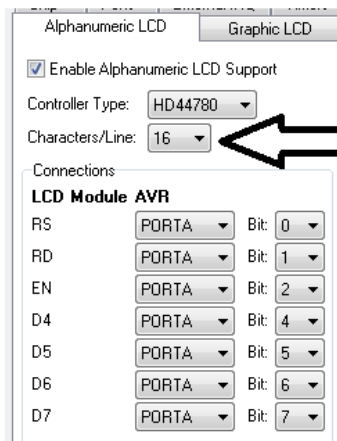 Alphanumeric LCD
Graphic LCD
Enable Alphanumeric LCD Support
Controller Type: HD44780
Characters/Line: 16
Connections
LCD Module AVR
RS PORTA Bit: 0
RD PORTA Bit: 1
EN PORTA Bit: 2
D4 PORTA Bit: 4
D5 PORTA Bit: 5
D6 PORTA Bit: 6
D7 PORTA Bit: 7